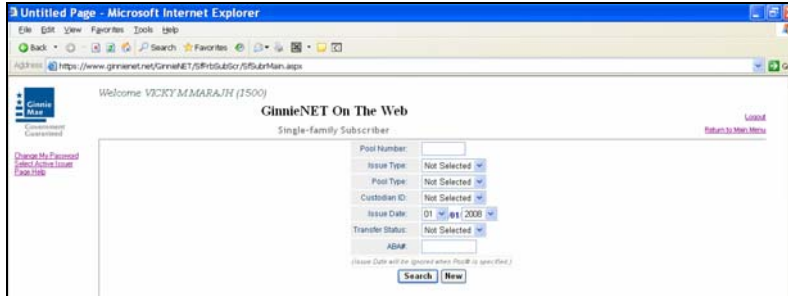 Untitled Page - Microsoft Internet Explorer
File Edit View Favorites Tools Help
Back Search Favorites
Address https://www.ginnienet.net/GinnieNET/SfFrbSubScr/SfSubrMain.aspx
Ginnie Mae
Government Guaranteed
Welcome VICKY M MARAJH (1500)
GinnieNET On The Web
Single-family Subscriber
Logout
Return to Main Menu
Change My Password
Select Active Issuer
Page Help
Pool Number:
Issue Type: Not Selected
Pool Type: Not Selected
Custodian ID: Not Selected
Issue Date: 01 01 2008
Transfer Status: Not Selected
ABA#:
(Issue Date will be ignored when Pool# is specified.)
Search New